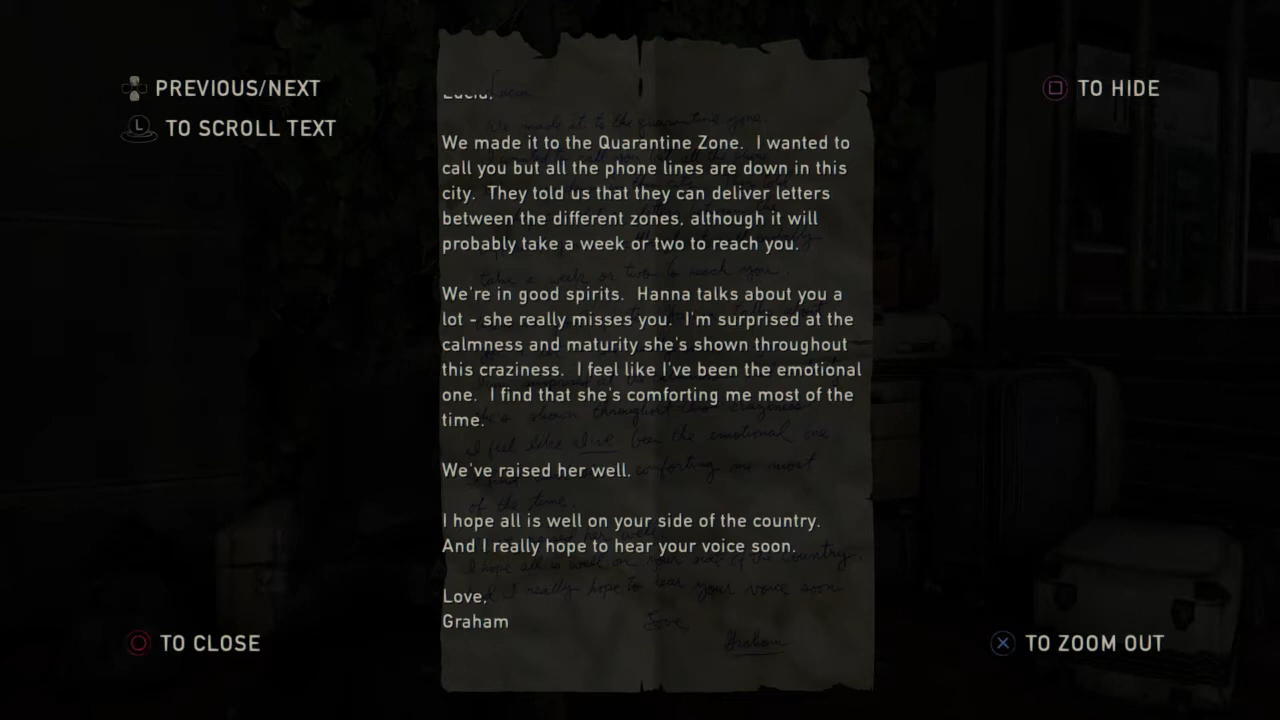 PREVIOUS/NEXT
L TO SCROLL TEXT
TO HIDE
Lucia,
We made it to the Quarantine Zone.  I wanted to
call you but all the phone lines are down in this
city.  They told us that they can deliver letters
between the different zones, although it will
probably take a week or two to reach you.
We're in good spirits.  Hanna talks about you a
lot - she really misses you.  I'm surprised at the
calmness and maturity she's shown throughout
this craziness.  I feel like I've been the emotional
one.  I find that she's comforting me most of the
time.
We've raised her well.
I hope all is well on your side of the country.
And I really hope to hear your voice soon.
Love,
Graham
Love,
Graham
TO CLOSE
TO ZOOM OUT